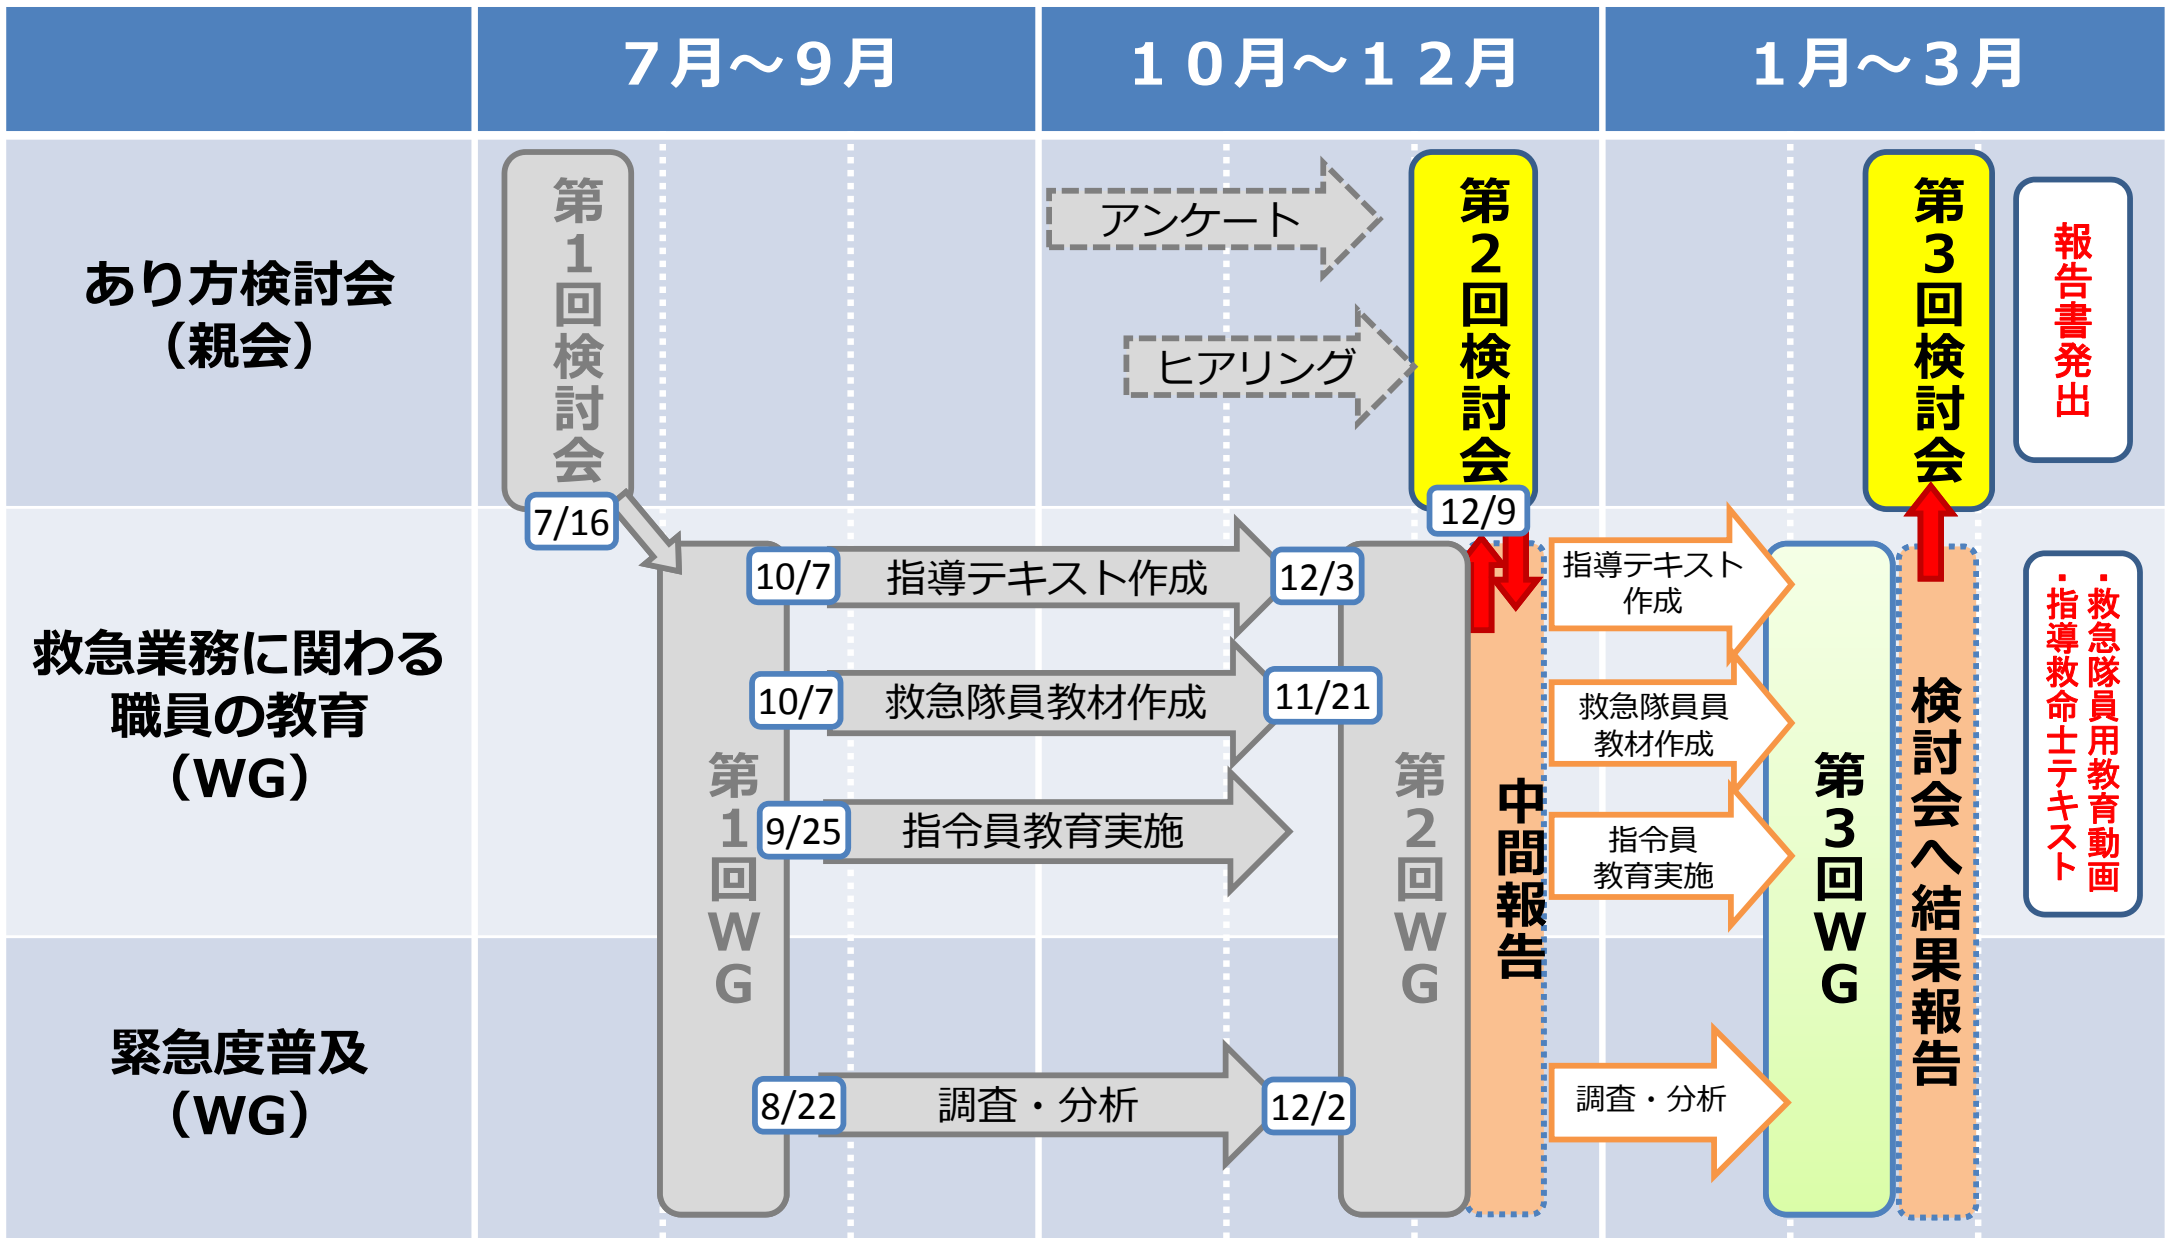 ７月～９月
１０月～１２月
１月～３月
あり方検討会
（親会）
第１回検討会
7/16
アンケート
ヒアリング
第２回検討会
12/9
第３回検討会
報告書発出
救急業務に関わる
職員の教育
（WG）
第１回ＷＧ
10/7
指導テキスト作成
12/3
10/7
救急隊員教材作成
11/21
9/25
指令員教育実施
第２回ＷＧ
中間報告
指導テキスト
作成
救急隊員員
教材作成
指令員
教育実施
第３回ＷＧ
検討会へ結果報告
・救急隊員用教育動画
・指導救命士テキスト
緊急度普及
（WG）
8/22
調査・分析
12/2
調査・分析